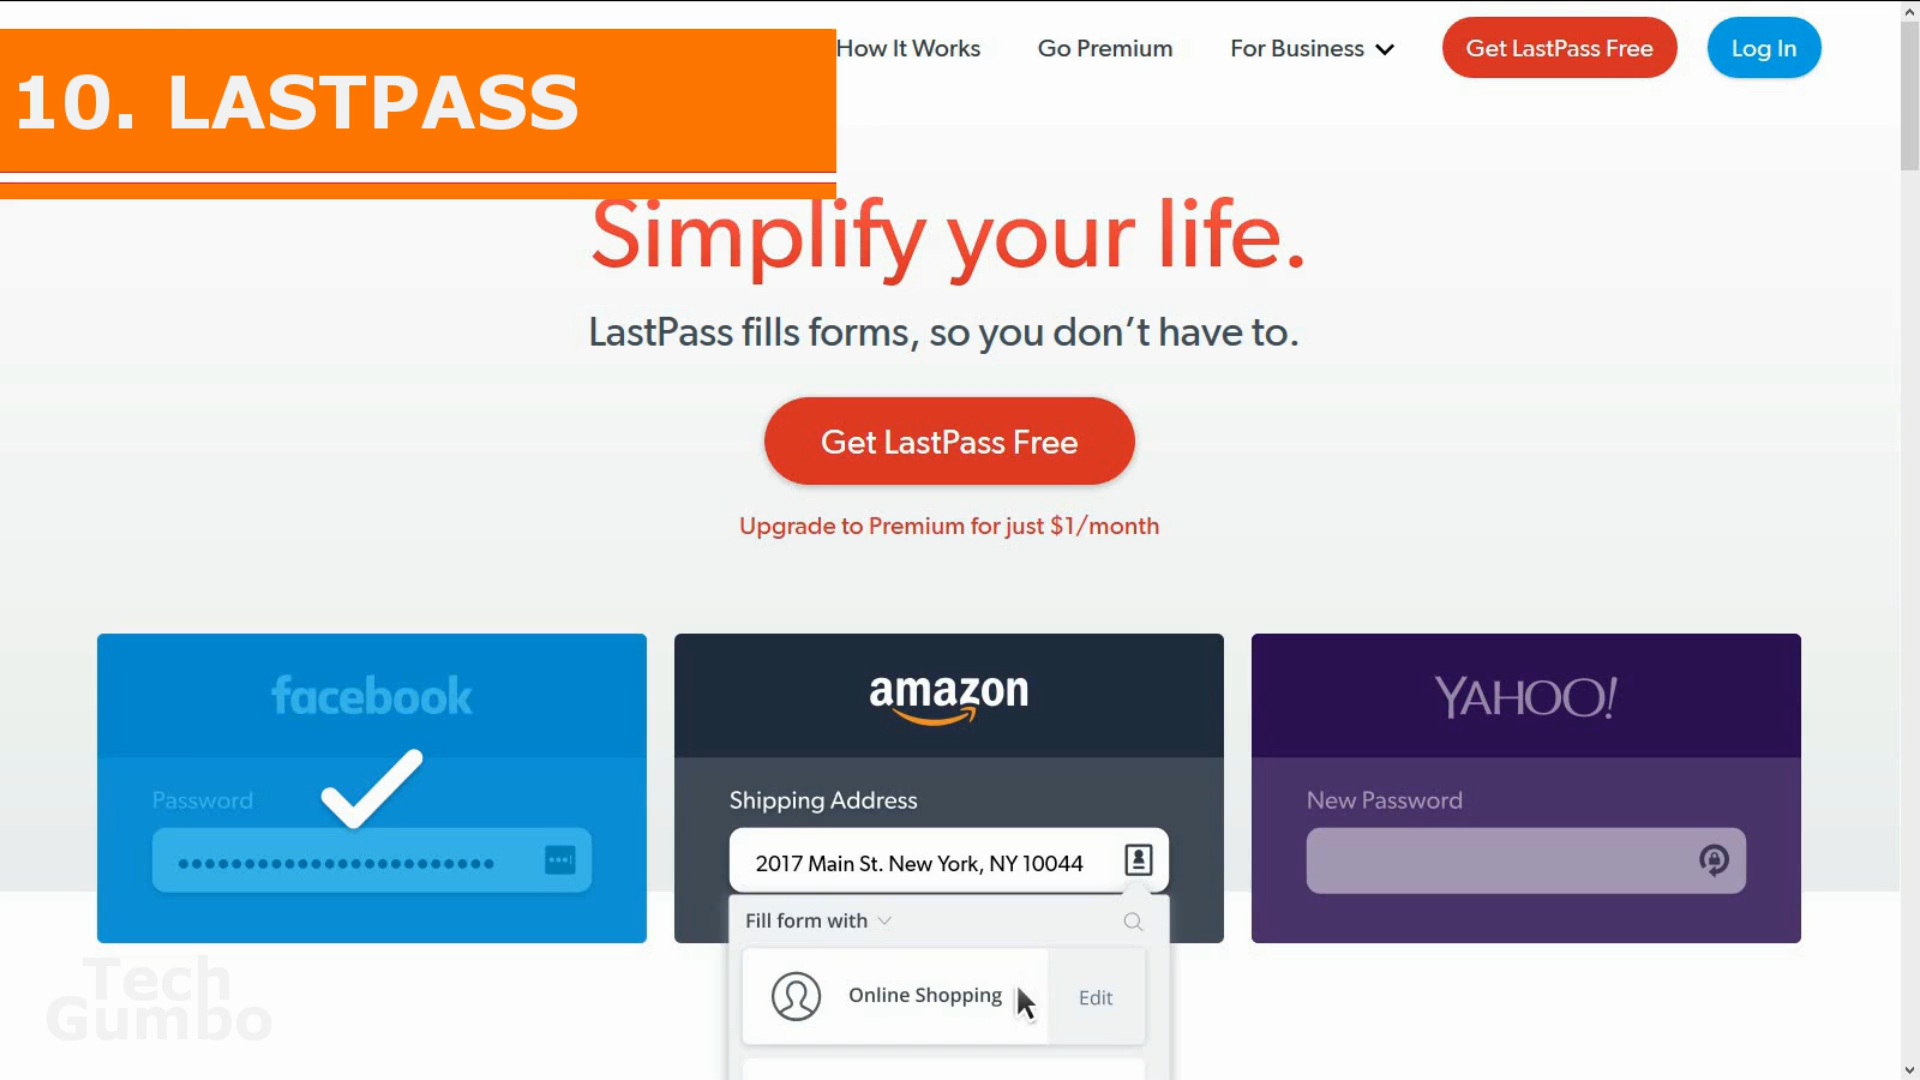 10. LASTPASS
How It Works
Go Premium
For Business
Get LastPass Free
Log In
Simplify your life.
LastPass fills forms, so you don't have to.
Get LastPass Free
Upgrade to Premium for just $1/month
facebook
Password
amazon
Shipping Address
2017 Main St. New York, NY 10044
Fill form with
Online Shopping
Edit
YAHOO!
New Password
Tech
Gumbo